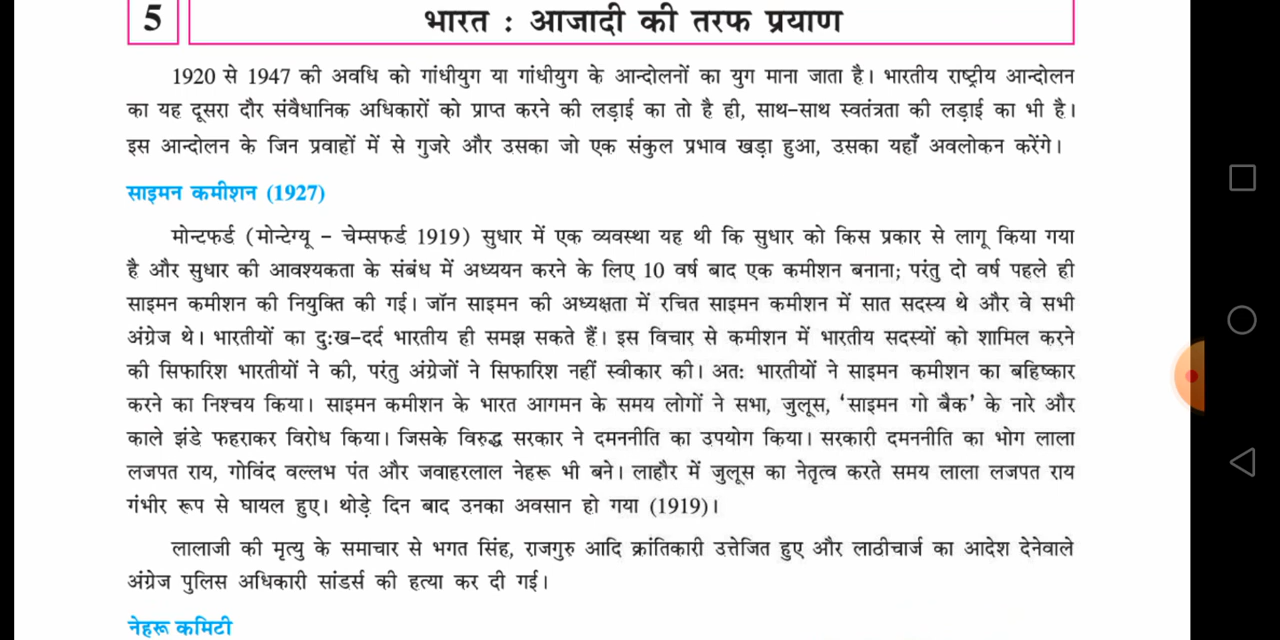 5
भारत : आजादी की तरफ प्रयाण
1920 से 1947 की अवधि को गांधीयुग या गांधीयुग के आन्दोलनों का युग माना जाता है। भारतीय राष्ट्रीय आन्दोलन
का यह दूसरा दौर संवैधानिक अधिकारों को प्राप्त करने की लड़ाई का तो है ही, साथ-साथ स्वतंत्रता की लड़ाई का भी है।
इस आन्दोलन के जिन प्रवाहों में से गुजरे और उसका जो एक संकुल प्रभाव खड़ा हुआ, उसका यहाँ अवलोकन करेंगे।
साइमन कमीशन (1927)
मोन्टफर्ड (मोन्टेग्यू – चेम्सफर्ड 1919) सुधार में एक व्यवस्था यह थी कि सुधार को किस प्रकार से लागू किया गया
है और सुधार की आवश्यकता के संबंध में अध्ययन करने के लिए 10 वर्ष बाद एक कमीशन बनाना; परंतु दो वर्ष पहले ही
साइमन कमीशन की नियुक्ति की गई। जॉन साइमन की अध्यक्षता में रचित साइमन कमीशन में सात सदस्य थे और वे सभी
अंग्रेज थे। भारतीयों का दुःख-दर्द भारतीय ही समझ सकते हैं। इस विचार से कमीशन में भारतीय सदस्यों को शामिल करने
की सिफारिश भारतीयों ने की, परंतु अंग्रेजों ने सिफारिश नहीं स्वीकार की। अतः भारतीयों ने साइमन कमीशन का बहिष्कार
करने का निश्चय किया। साइमन कमीशन के भारत आगमन के समय लोगों ने सभा, जुलूस, ‘साइमन गो बैक’ के नारे और
काले झंडे फहराकर विरोध किया। जिसके विरुद्ध सरकार ने दमननीति का उपयोग किया। सरकारी दमननीति का भोग लाला
लजपत राय, गोविंद वल्लभ पंत और जवाहरलाल नेहरू भी बने। लाहौर में जुलूस का नेतृत्व करते समय लाला लजपत राय
गंभीर रूप से घायल हुए। थोड़े दिन बाद उनका अवसान हो गया (1919)।
लालाजी की मृत्यु के समाचार से भगत सिंह, राजगुरु आदि क्रांतिकारी उत्तेजित हुए और लाठीचार्ज का आदेश देनेवाले
अंग्रेज पुलिस अधिकारी सांडर्स की हत्या कर दी गई।
नेहरू कमिटी